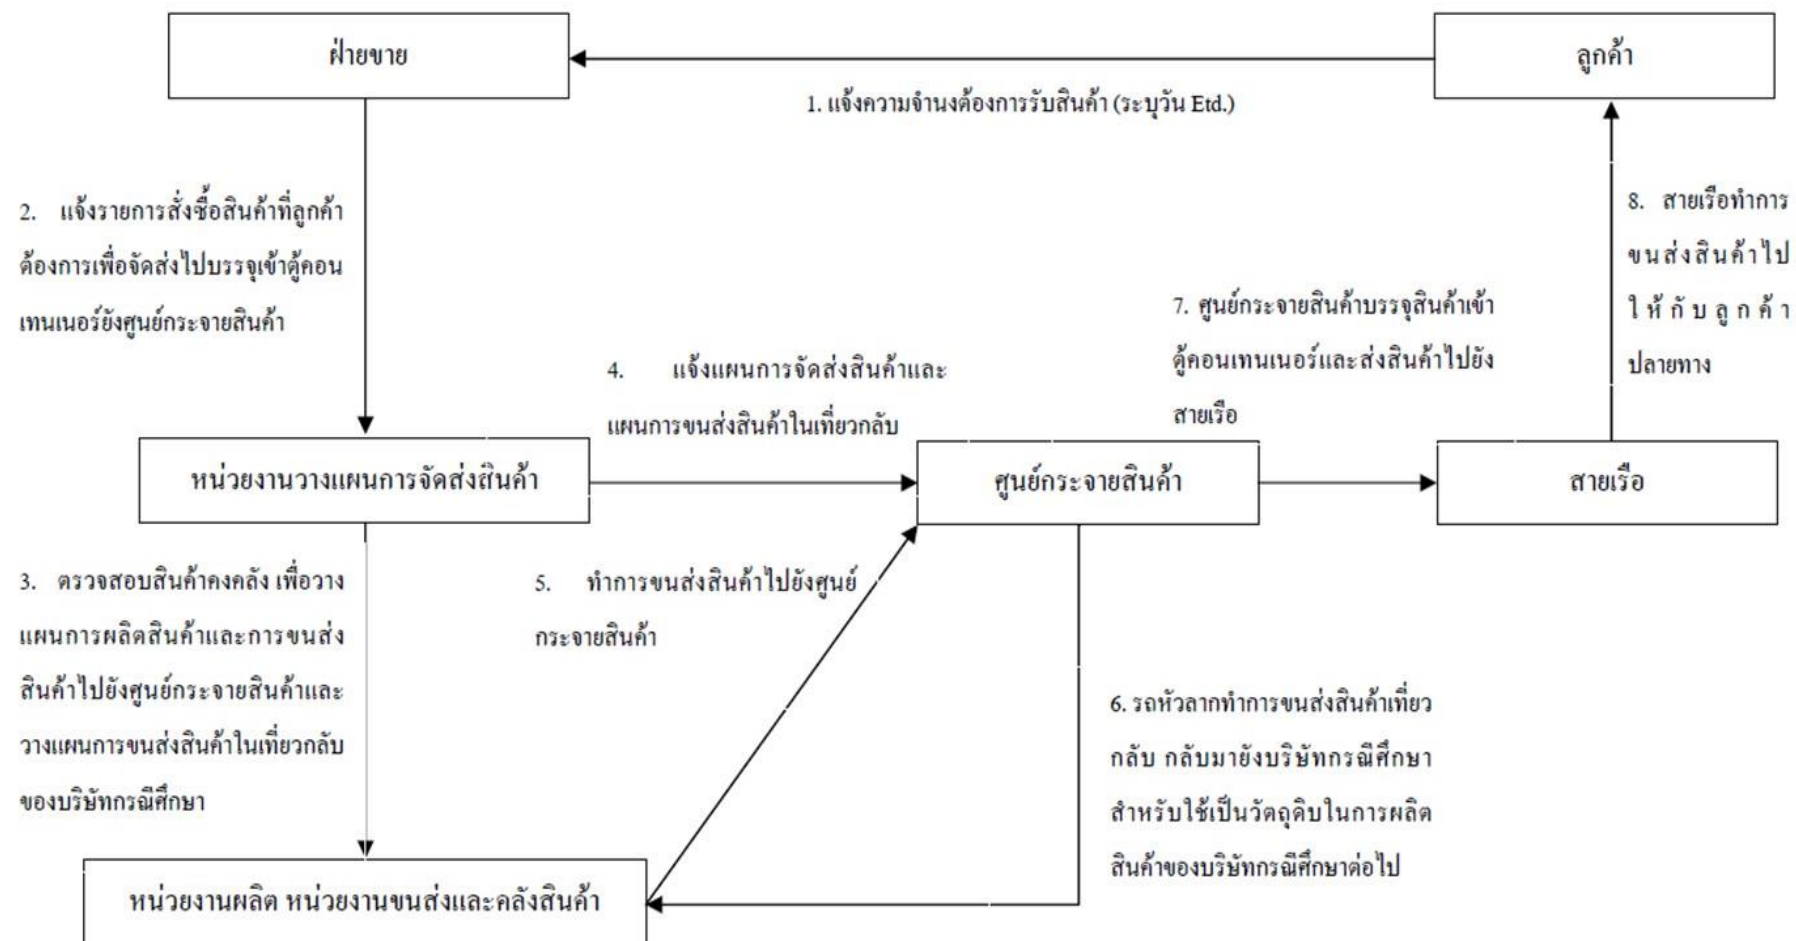 ฝ่ายขาย
ลูกค้า
1. แจ้งความจำนงต้องการรับสินค้า (ระบุวัน Etd.)
2. แจ้งรายการสั่งซื้อสินค้าที่ลูกค้า
ต้องการเพื่อจัดส่งไปบรรจุเข้าตู้คอน
เทนเนอร์ยังศูนย์กระจายสินค้า
8. สายเรือทำการ
ขนส่งสินค้าไป
ให้กับลูกค้า
ปลายทาง
7. ศูนย์กระจายสินค้าบรรจุสินค้าเข้า
ตู้คอนเทนเนอร์และส่งสินค้าไปยัง
สายเรือ
4. แจ้งแผนการจัดส่งสินค้าและ
แผนการขนส่งสินค้าในเที่ยวกลับ
หน่วยงานวางแผนการจัดส่งสินค้า
ศูนย์กระจายสินค้า
สายเรือ
3. ตรวจสอบสินค้าคงคลัง เพื่อวาง
แผนการผลิตสินค้าและการขนส่ง
สินค้าไปยังศูนย์กระจายสินค้าและ
วางแผนการขนส่งสินค้าในเที่ยวกลับ
ของบริษัทกรณีศึกษา
5. ทำการขนส่งสินค้าไปยังศูนย์
กระจายสินค้า
6. รถหัวลากทำการขนส่งสินค้าเที่ยว
กลับ กลับมายังบริษัทกรณีศึกษา
สำหรับใช้เป็นวัตถุดิบในการผลิต
สินค้าของบริษัทกรณีศึกษาต่อไป
หน่วยงานผลิต หน่วยงานขนส่งและคลังสินค้า